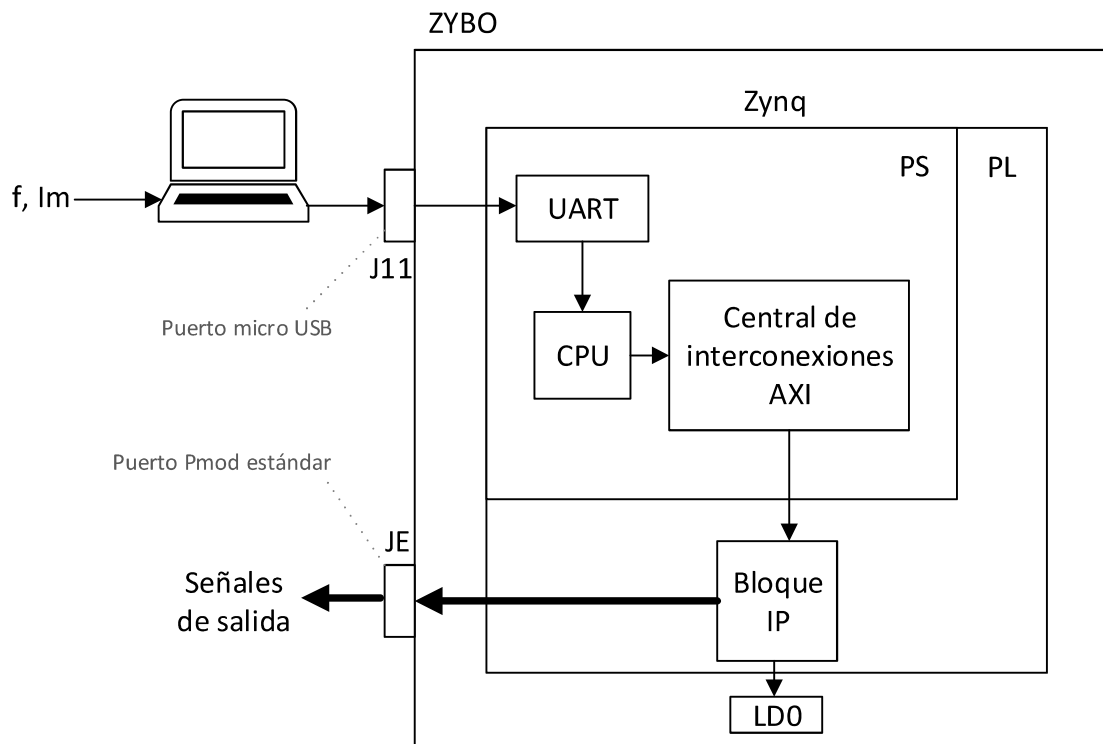 ZYBO
Zynq
PS
PL
f, Im
UART
J11
Puerto micro USB
CPU
Central de
interconexiones
AXI
Puerto Pmod estándar
JE
Señales
de salida
Bloque
IP
LD0